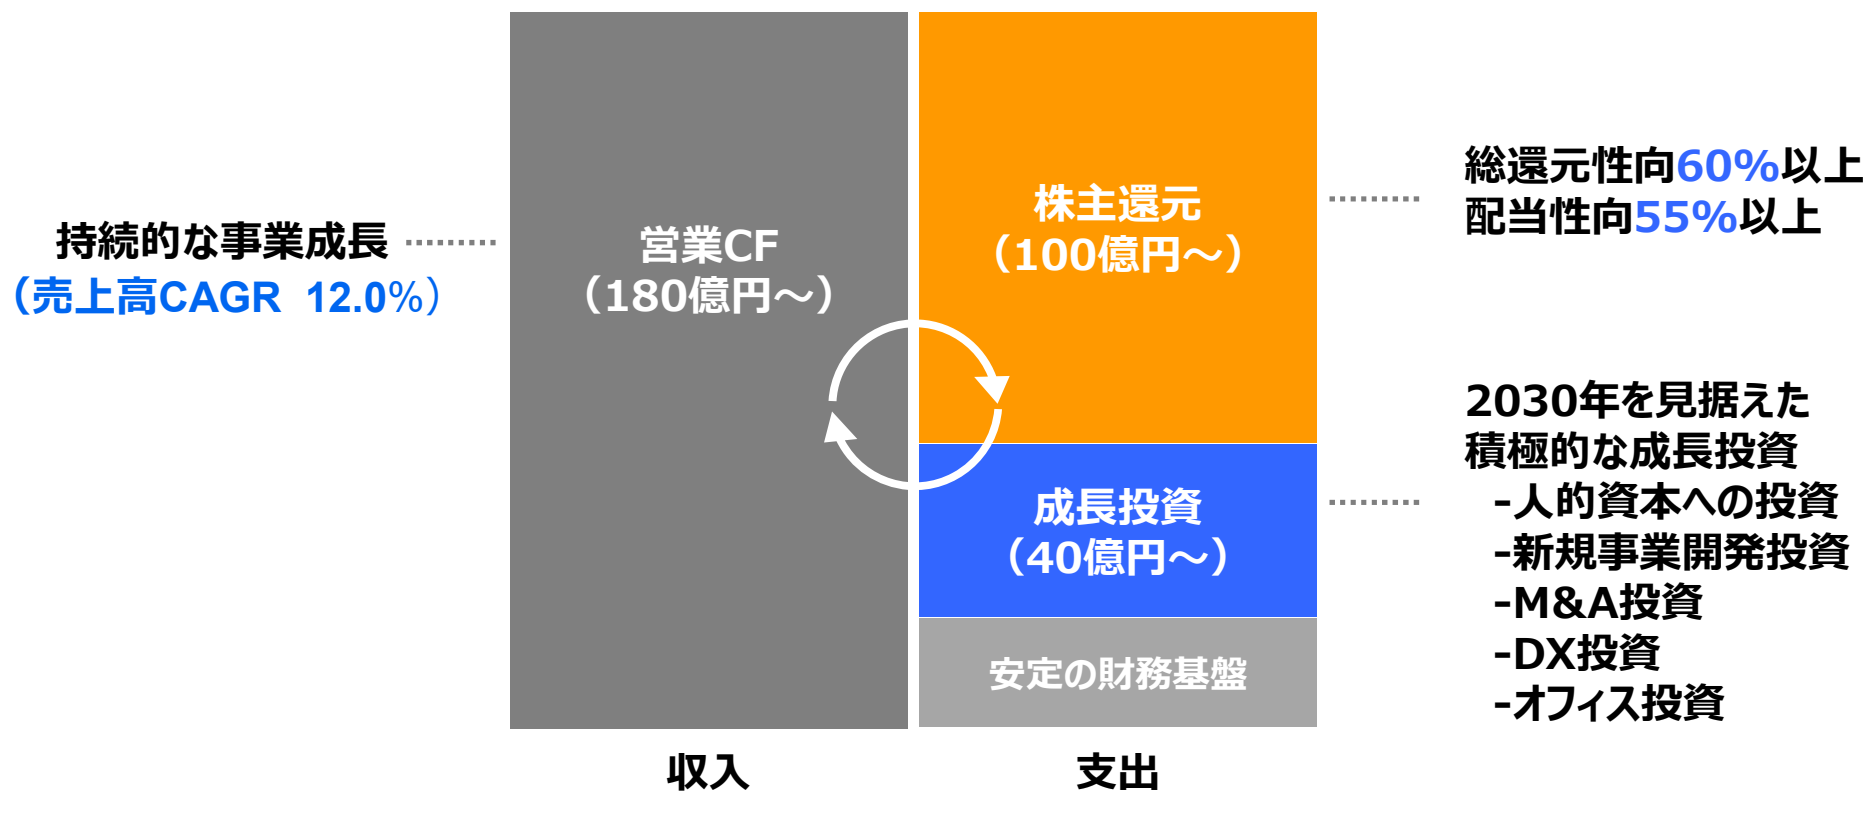 持続的な事業成長
（売上高CAGR 12.0%）
営業CF
（180億円～）
株主還元
（100億円～）
成長投資
（40億円～）
安定の財務基盤
収入
支出
総還元性向60%以上
配当性向55%以上
2030年を見据えた
積極的な成長投資
-人的資本への投資
-新規事業開発投資
-M&A投資
-DX投資
-オフィス投資